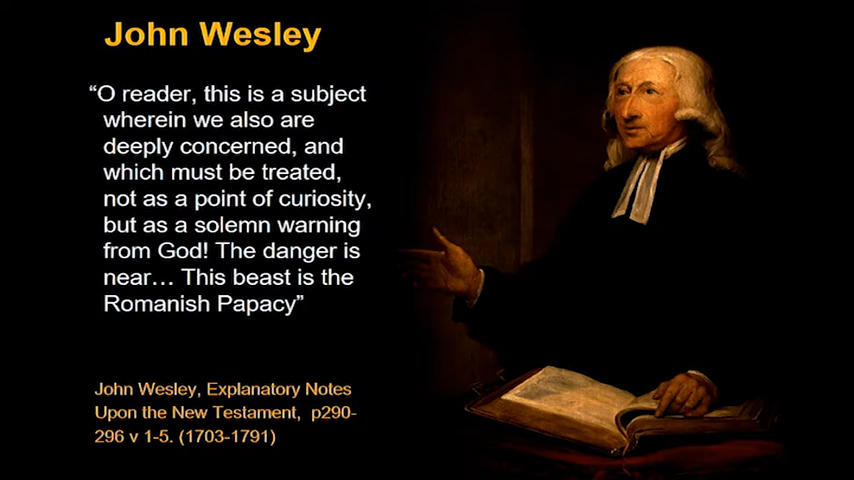 John Wesley
“O reader, this is a subject
wherein we also are
deeply concerned, and
which must be treated,
not as a point of curiosity,
but as a solemn warning
from God! The danger is
near... This beast is the
Romanish Papacy”
John Wesley, Explanatory Notes
Upon the New Testament, p290-
296 v 1-5. (1703-1791)